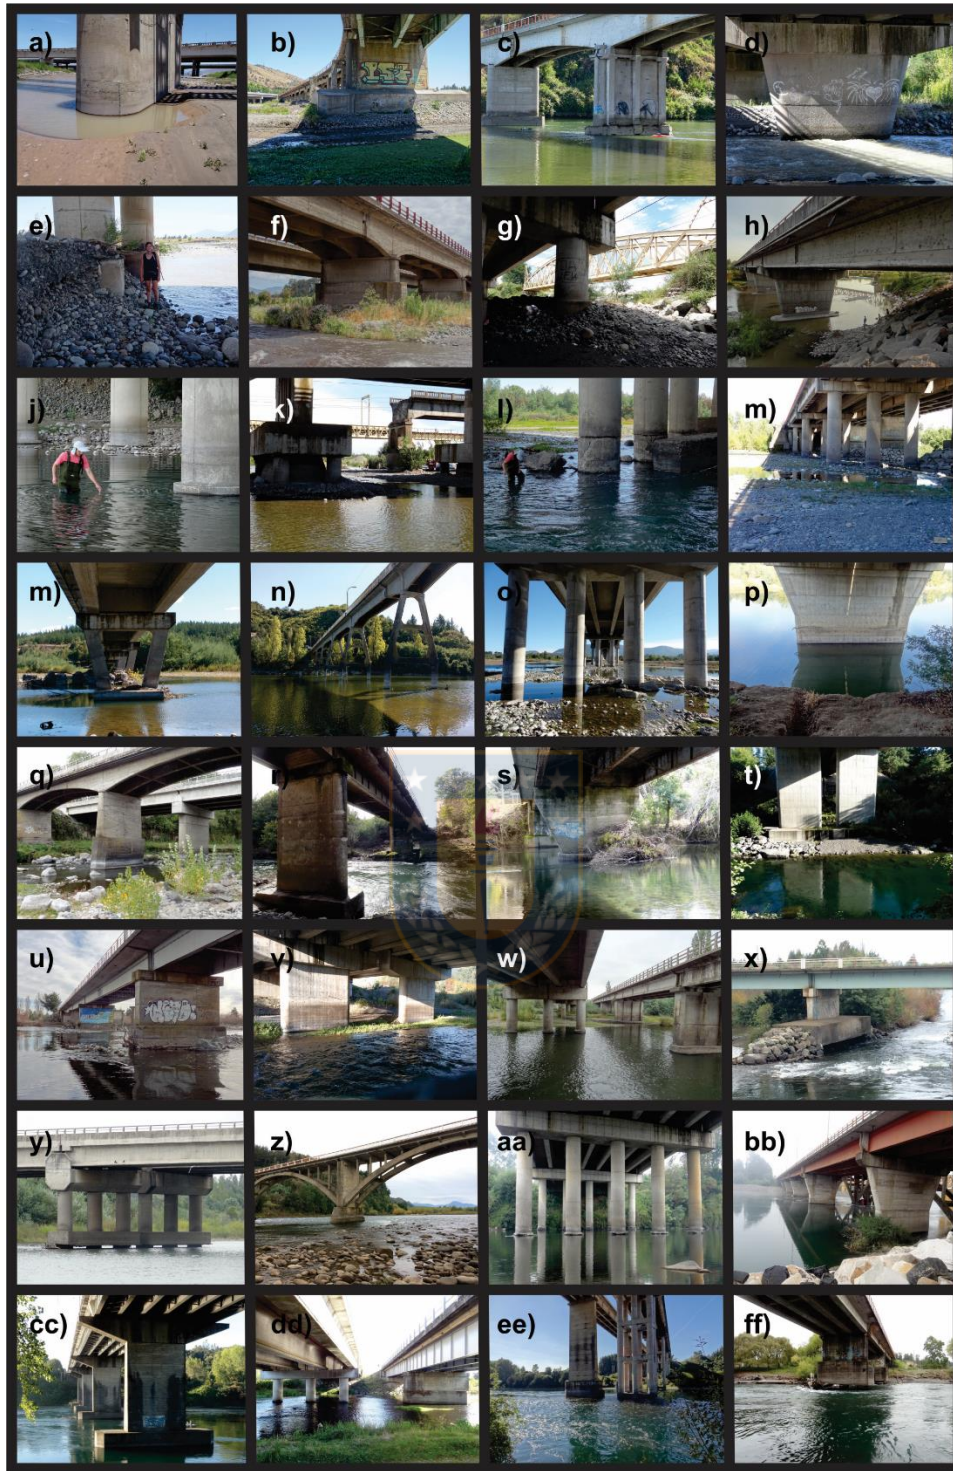 a) b) c) d)
e) f) g) h)
j) k) l) m)
m) n) o) p)
q) r) s) t)
u) v) w) x)
y) z) aa) bb)
cc) dd) ee) ff)